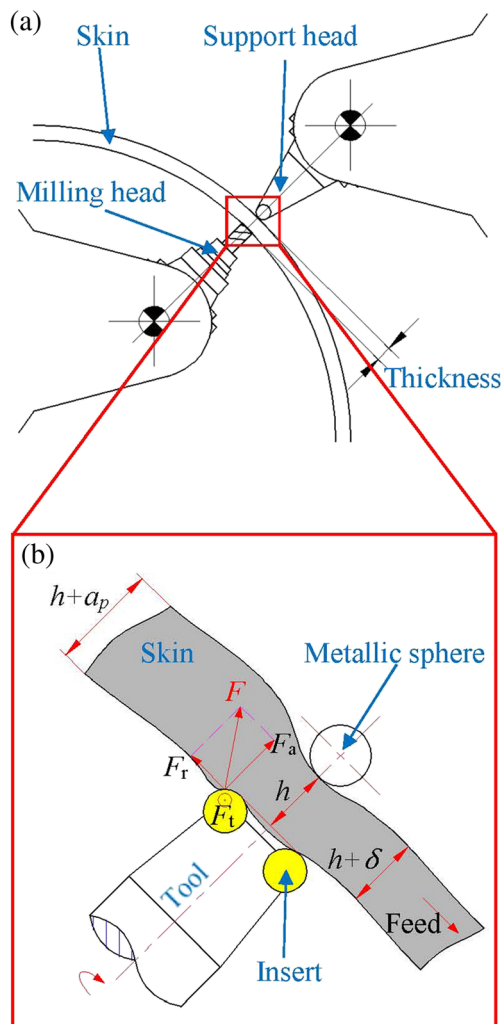 (a)
Skin
Support head
Milling head
Thickness
(b)
h+aₚ
Skin
Metallic sphere
F
Fₐ
Fᵣ
h
Fₜ
h+δ
Tool
Feed
Insert